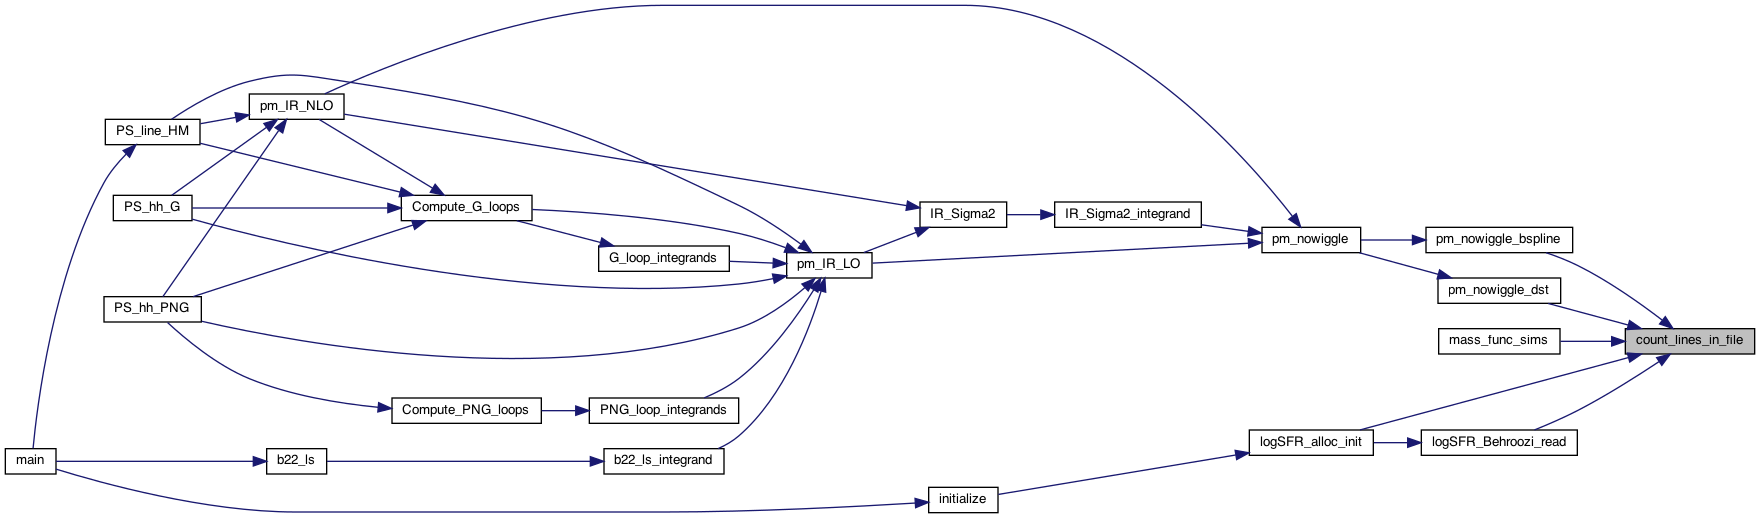 pm_IR_NLO
PS_line_HM
PS_hh_G
Compute_G_loops
IR_Sigma2
IR_Sigma2_integrand
pm_nowiggle
pm_nowiggle_bspline
G_loop_integrands
pm_IR_LO
pm_nowiggle_dst
PS_hh_PNG
mass_func_sims
count_lines_in_file
Compute_PNG_loops
PNG_loop_integrands
logSFR_alloc_init
logSFR_Behroozi_read
main
b22_ls
b22_ls_integrand
initialize